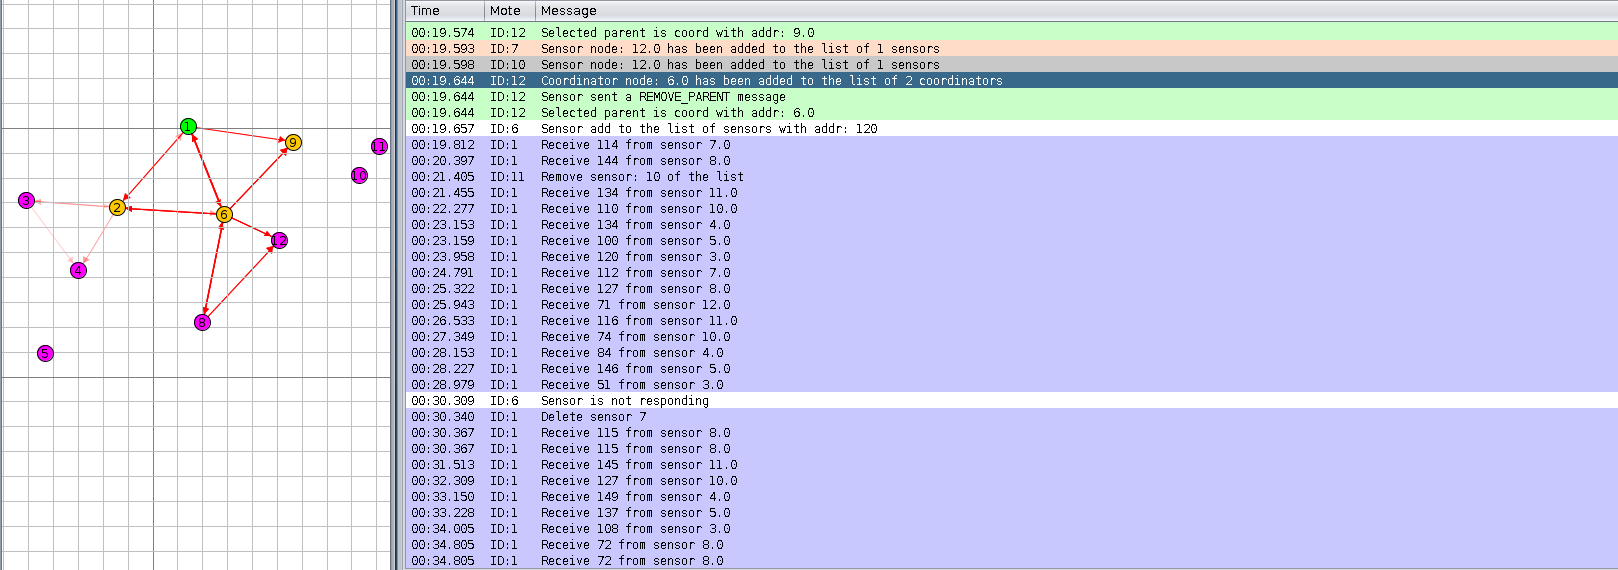 1
9
11
10
3
2
6
12
4
8
5
Time Mote Message
00:19.574 ID:12 Selected parent is coord with addr: 9.0
00:19.593 ID:7 Sensor node: 12.0 has been added to the list of 1 sensors
00:19.598 ID:10 Sensor node: 12.0 has been added to the list of 1 sensors
00:19.644 ID:12 Coordinator node: 6.0 has been added to the list of 2 coordinators
00:19.644 ID:12 Sensor sent a REMOVE_PARENT message
00:19.644 ID:12 Selected parent is coord with addr: 6.0
00:19.657 ID:6 Sensor add to the list of sensors with addr: 120
00:19.812 ID:1 Receive 114 from sensor 7.0
00:20.397 ID:1 Receive 144 from sensor 8.0
00:21.405 ID:11 Remove sensor: 10 of the list
00:21.455 ID:1 Receive 134 from sensor 11.0
00:22.277 ID:1 Receive 110 from sensor 10.0
00:23.153 ID:1 Receive 134 from sensor 4.0
00:23.159 ID:1 Receive 100 from sensor 5.0
00:23.958 ID:1 Receive 120 from sensor 3.0
00:24.791 ID:1 Receive 112 from sensor 7.0
00:25.322 ID:1 Receive 127 from sensor 8.0
00:25.943 ID:1 Receive 71 from sensor 12.0
00:26.533 ID:1 Receive 116 from sensor 11.0
00:27.349 ID:1 Receive 74 from sensor 10.0
00:28.153 ID:1 Receive 84 from sensor 4.0
00:28.227 ID:1 Receive 146 from sensor 5.0
00:28.979 ID:1 Receive 51 from sensor 3.0
00:30.309 ID:6 Sensor is not responding
00:30.340 ID:1 Delete sensor 7
00:30.367 ID:1 Receive 115 from sensor 8.0
00:30.367 ID:1 Receive 115 from sensor 8.0
00:31.513 ID:1 Receive 145 from sensor 11.0
00:32.309 ID:1 Receive 127 from sensor 10.0
00:33.150 ID:1 Receive 149 from sensor 4.0
00:33.228 ID:1 Receive 137 from sensor 5.0
00:34.005 ID:1 Receive 108 from sensor 3.0
00:34.805 ID:1 Receive 72 from sensor 8.0
00:34.805 ID:1 Receive 72 from sensor 8.0